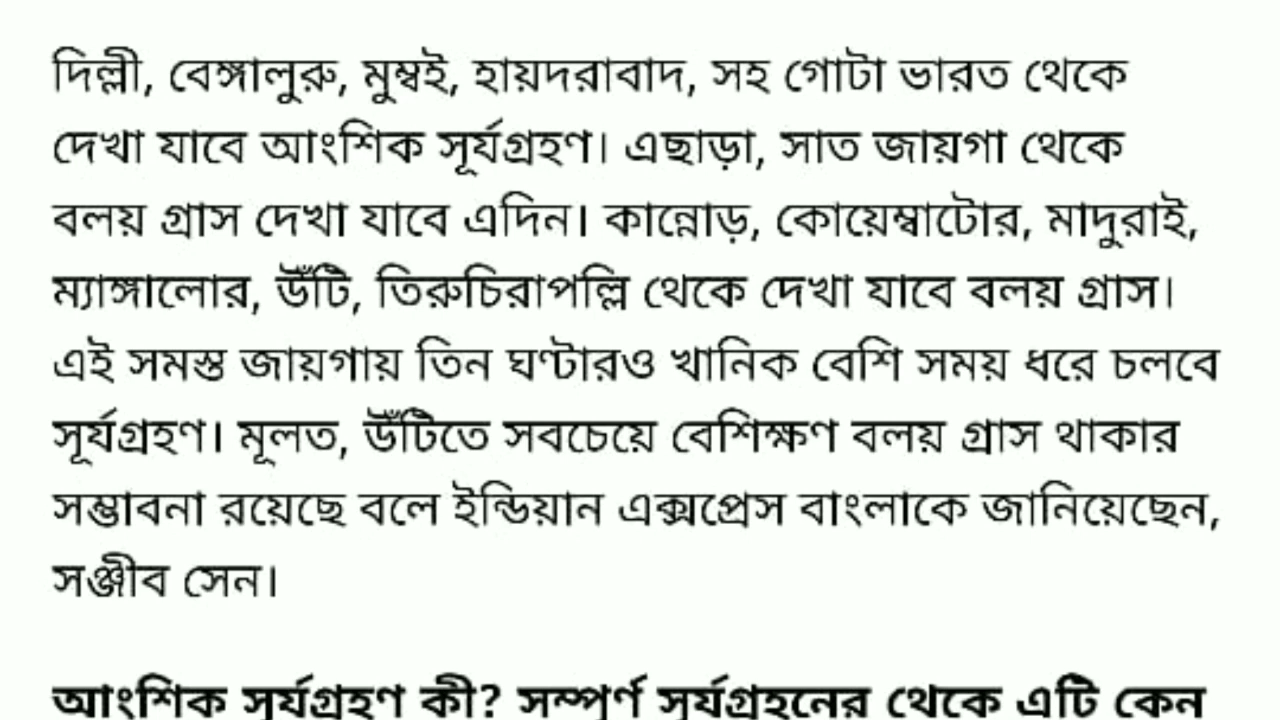 দিল্লী, বেঙ্গালুরু, মুম্বই, হায়দরাবাদ, সহ গোটা ভারত থেকে
দেখা যাবে আংশিক সূর্যগ্রহণ। এছাড়া, সাত জায়গা থেকে
বলয় গ্রাস দেখা যাবে এদিন। কান্নোড়, কোয়েম্বাটোর, মাদুরাই,
ম্যাঙ্গালোর, উঁটি, তিরুচিরাপল্লি থেকে দেখা যাবে বলয় গ্রাস।
এই সমস্ত জায়গায় তিন ঘণ্টারও খানিক বেশি সময় ধরে চলবে
সূর্যগ্রহণ। মূলত, উঁটিতে সবচেয়ে বেশিক্ষণ বলয় গ্রাস থাকার
সম্ভাবনা রয়েছে বলে ইন্ডিয়ান এক্সপ্রেস বাংলাকে জানিয়েছেন,
সঞ্জীব সেন।
আংশিক সূর্যগ্রহণ কী? সম্পূর্ণ সূর্যগ্রহনের থেকে এটি কেন